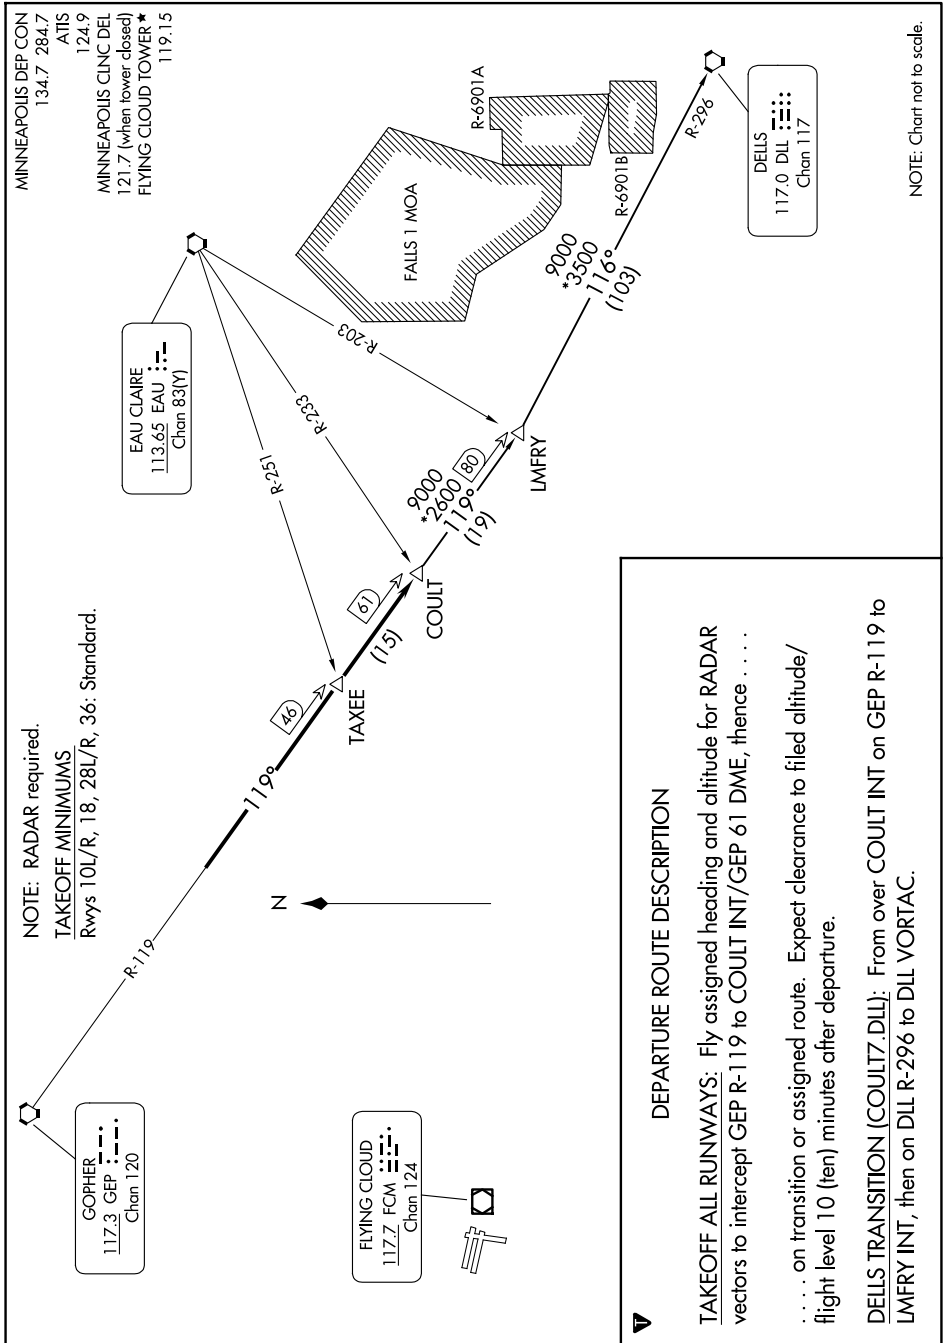 MINNEAPOLIS DEP CON
134.7 284.7
ATIS
124.9
MINNEAPOLIS CLNC DEL
121.7 (when tower closed)
FLYING CLOUD TOWER★
119.15
NOTE: RADAR required.
TAKEOFF MINIMUMS
Rwys 10L/R, 18, 28L/R, 36: Standard.
GOPHER
117.3 GEP
Chan 120
R-119
119°
N
FLYING CLOUD
117.7 FCM
Chan 124
EAU CLAIRE
113.65 EAU
Chan 83(Y)
R-251
R-233
R-203
46
TAXEE
(15)
61
COULT
9000
*2600
119°
(19)
80
LMFRY
9000
*3500
116°
(103)
FALLS 1 MOA
R-6901A
R-6901B
R-296
DELLS
117.0 DLL
Chan 117
NOTE: Chart not to scale.
T
DEPARTURE ROUTE DESCRIPTION
TAKEOFF ALL RUNWAYS: Fly assigned heading and altitude for RADAR
vectors to intercept GEP R-119 to COULT INT/GEP 61 DME, thence . . . .
. . . . on transition or assigned route. Expect clearance to filed altitude/
flight level 10 (ten) minutes after departure.
DELLS TRANSITION (COULT7.DLL): From over COULT INT on GEP R-119 to
LMFRY INT, then on DLL R-296 to DLL VORTAC.